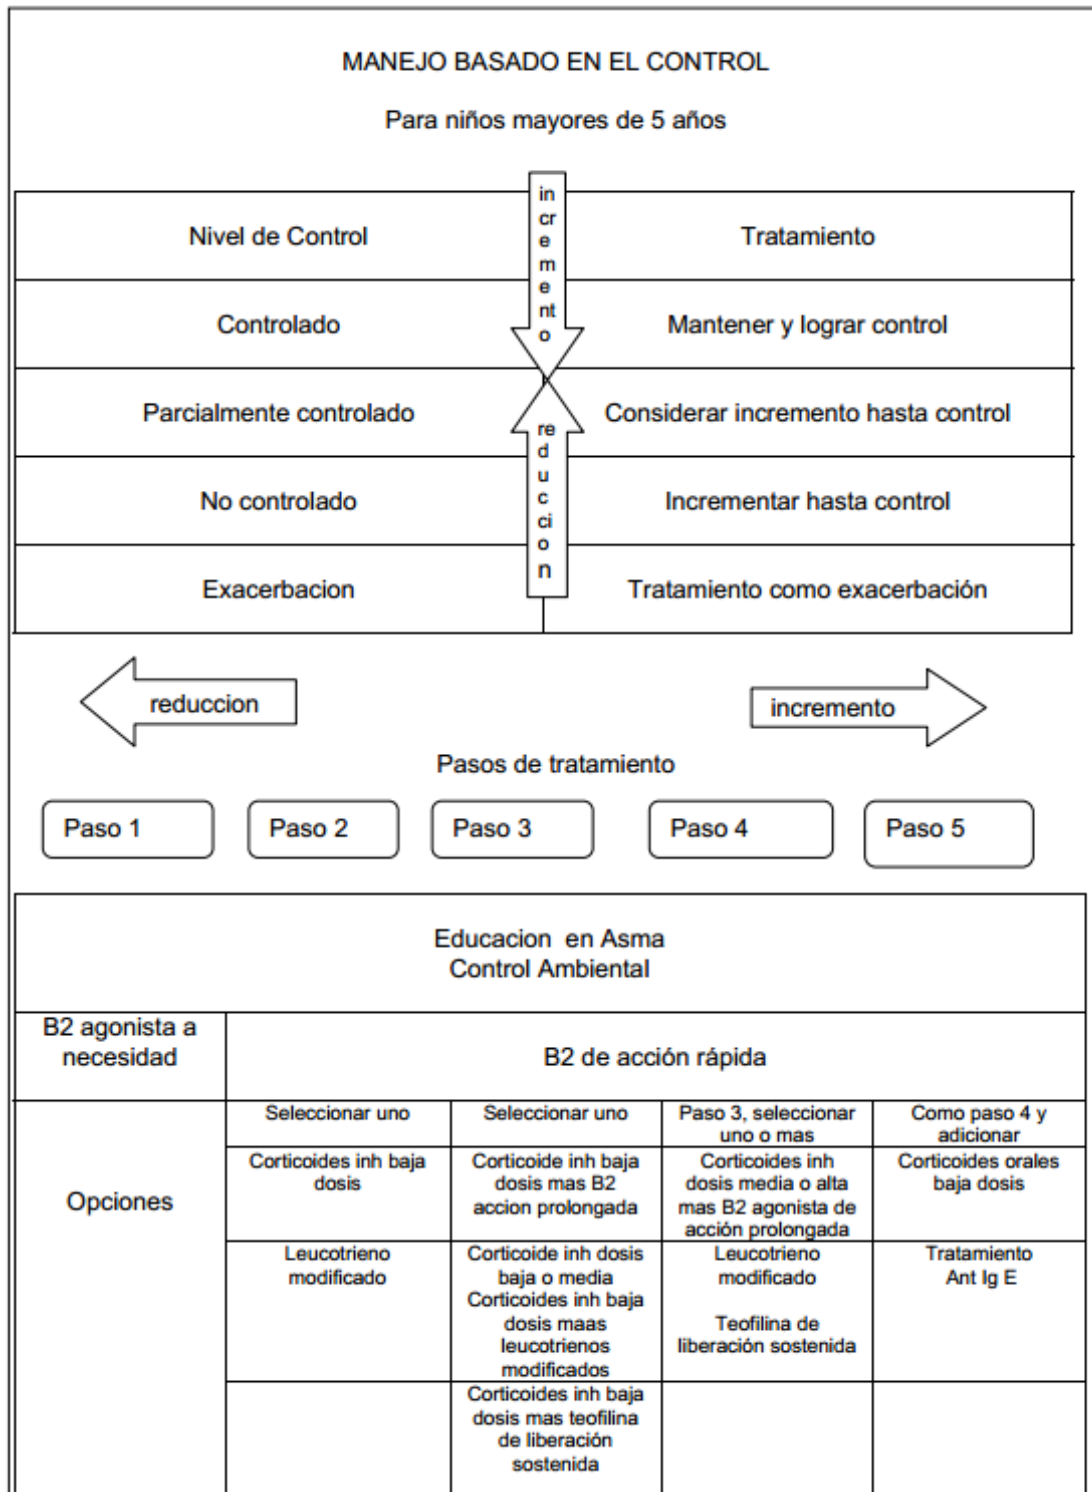 MANEJO BASADO EN EL CONTROL
Para niños mayores de 5 años
Nivel de Control
incremento
Tratamiento
Controlado
Mantener y lograr control
Parcialmente controlado
reduccion
Considerar incremento hasta control
No controlado
Incrementar hasta control
Exacerbacion
Tratamiento como exacerbación
reduccion
incremento
Pasos de tratamiento
Paso 1
Paso 2
Paso 3
Paso 4
Paso 5
Educacion en Asma
Control Ambiental
B2 agonista a
necesidad
B2 de acción rápida
Opciones
Seleccionar uno
Seleccionar uno
Paso 3, seleccionar
uno o mas
Como paso 4 y
adicionar
Corticoides inh baja
dosis
Corticoide inh baja
dosis mas B2
accion prolongada
Corticoides inh
dosis media o alta
mas B2 agonista de
acción prolongada
Corticoides orales
baja dosis
Leucotrieno
modificado
Corticoide inh dosis
baja o media
Corticoides inh baja
dosis maas
leucotrienos
modificados
Leucotrieno
modificado
Teofilina de
liberación sostenida
Tratamiento
Ant Ig E
Corticoides inh baja
dosis mas teofilina
de liberación
sostenida